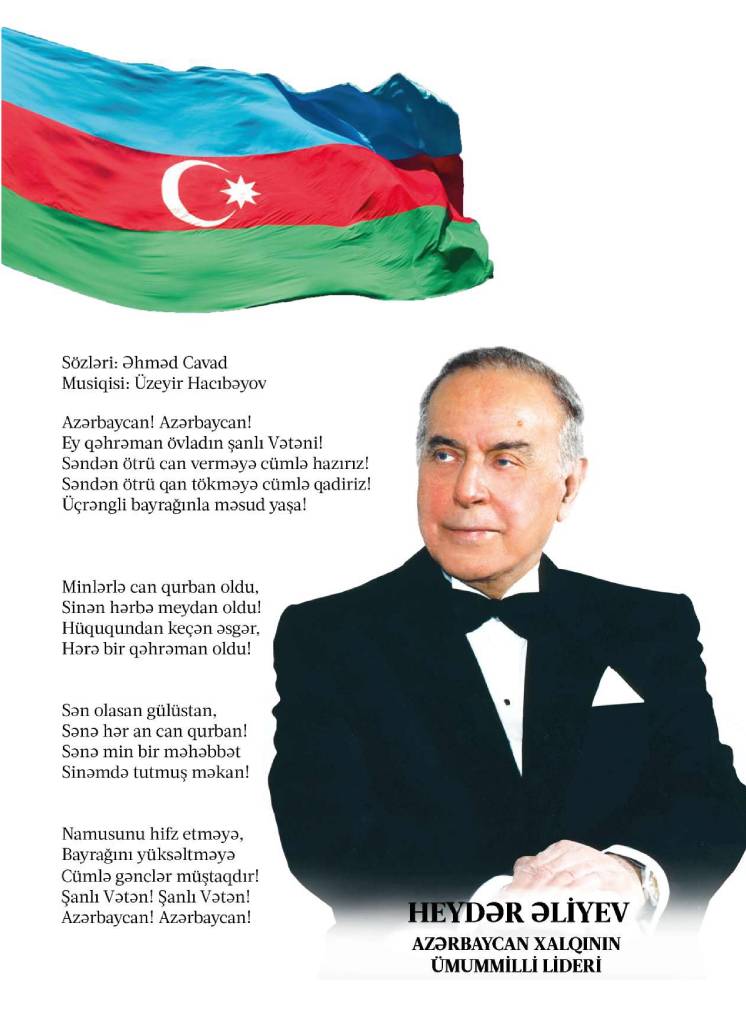 Sözləri: Əhməd Cavad
Musiqisi: Üzeyir Hacıbəyov
Azərbaycan! Azərbaycan!
Ey qəhrəman övladın şanlı Vətəni!
Səndən ötrü can verməyə cümlə hazırız!
Səndən ötrü qan tökməyə cümlə qadiriz!
Üçrəngli bayrağınla məsud yaşa!
Minlərlə can qurban oldu,
Sinən hərbə meydan oldu!
Hüququndan keçən əsgər,
Hərə bir qəhrəman oldu!
Sən olasan gülüstan,
Sənə hər an can qurban!
Sənə min bir məhəbbət
Sinəmdə tutmuş məkan!
Namusunu hifz etməyə,
Bayrağını yüksəltməyə
Cümlə gənclər müştaqdır!
Şanlı Vətən! Şanlı Vətən!
Azərbaycan! Azərbaycan!
HEYDƏR ƏLİYEV
AZƏRBAYCAN XALQININ
ÜMUMMİLLİ LİDERİ